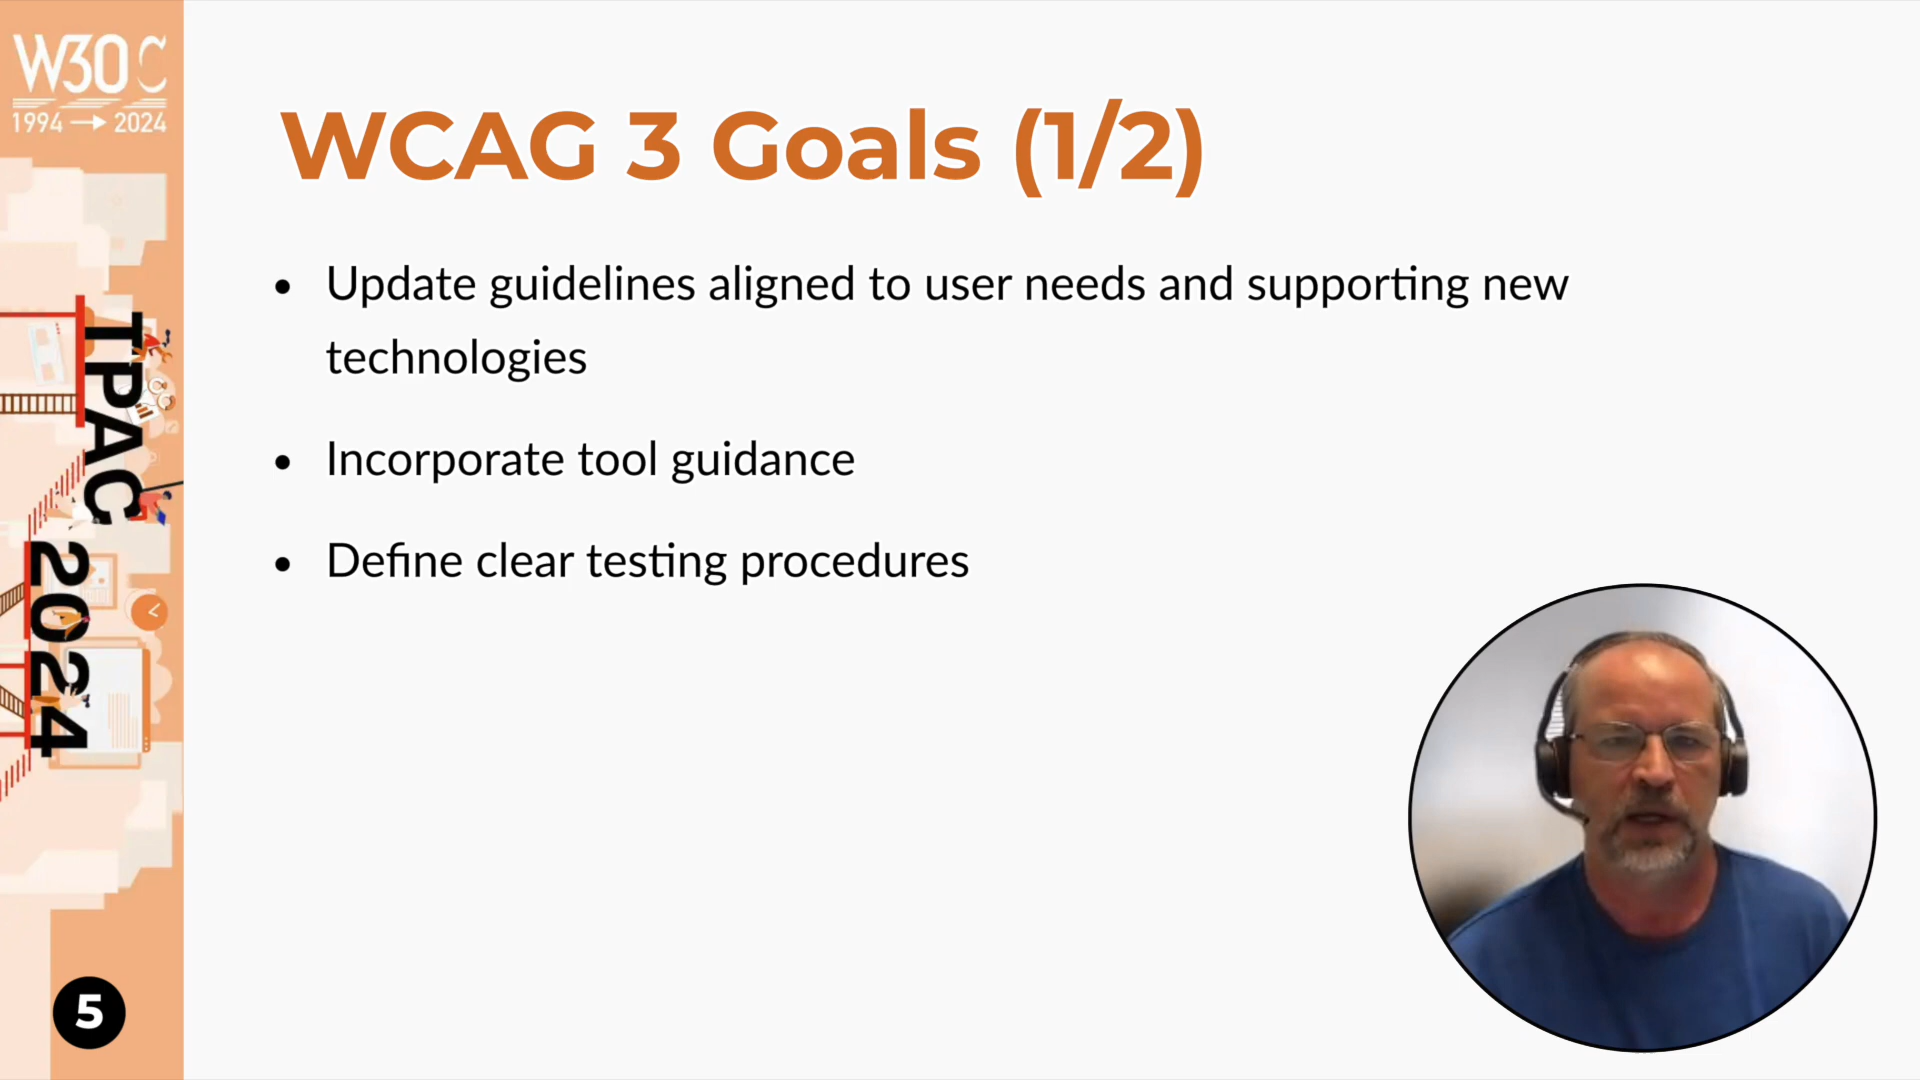 W30C
1994 → 2024
TPAC 2024
WCAG 3 Goals (1/2)
• Update guidelines aligned to user needs and supporting new
technologies
• Incorporate tool guidance
• Define clear testing procedures
5